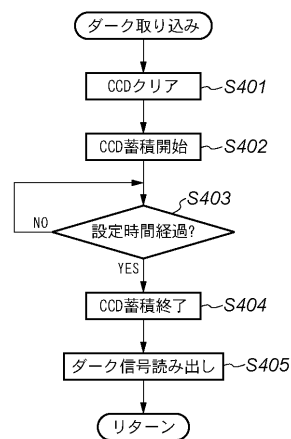 ダーク取り込み
CCDクリア S401
CCD蓄積開始 S402
S403
設定時間経過?
NO
YES
CCD蓄積終了 S404
ダーク信号読み出し S405
リターン